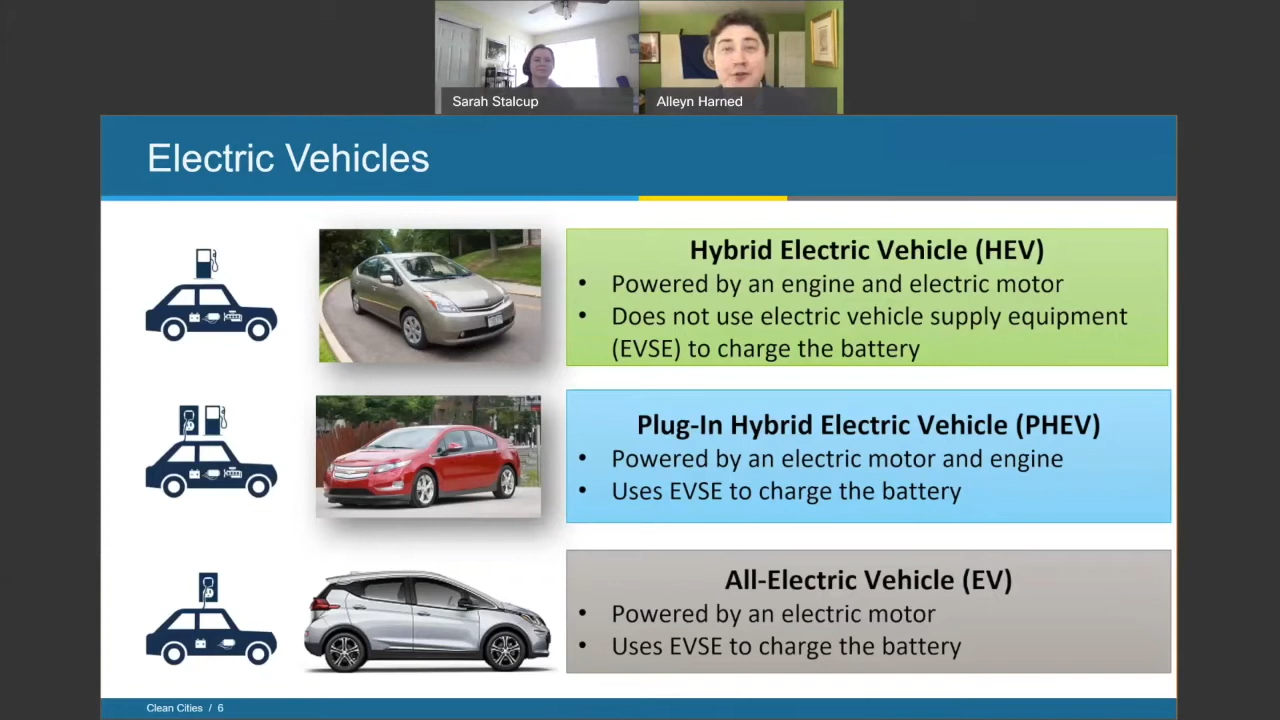 Sarah Stalcup
Alleyn Harned
Electric Vehicles
Hybrid Electric Vehicle (HEV)
• Powered by an engine and electric motor
• Does not use electric vehicle supply equipment
(EVSE) to charge the battery
Plug-In Hybrid Electric Vehicle (PHEV)
• Powered by an electric motor and engine
• Uses EVSE to charge the battery
All-Electric Vehicle (EV)
• Powered by an electric motor
• Uses EVSE to charge the battery
Clean Cities / 6